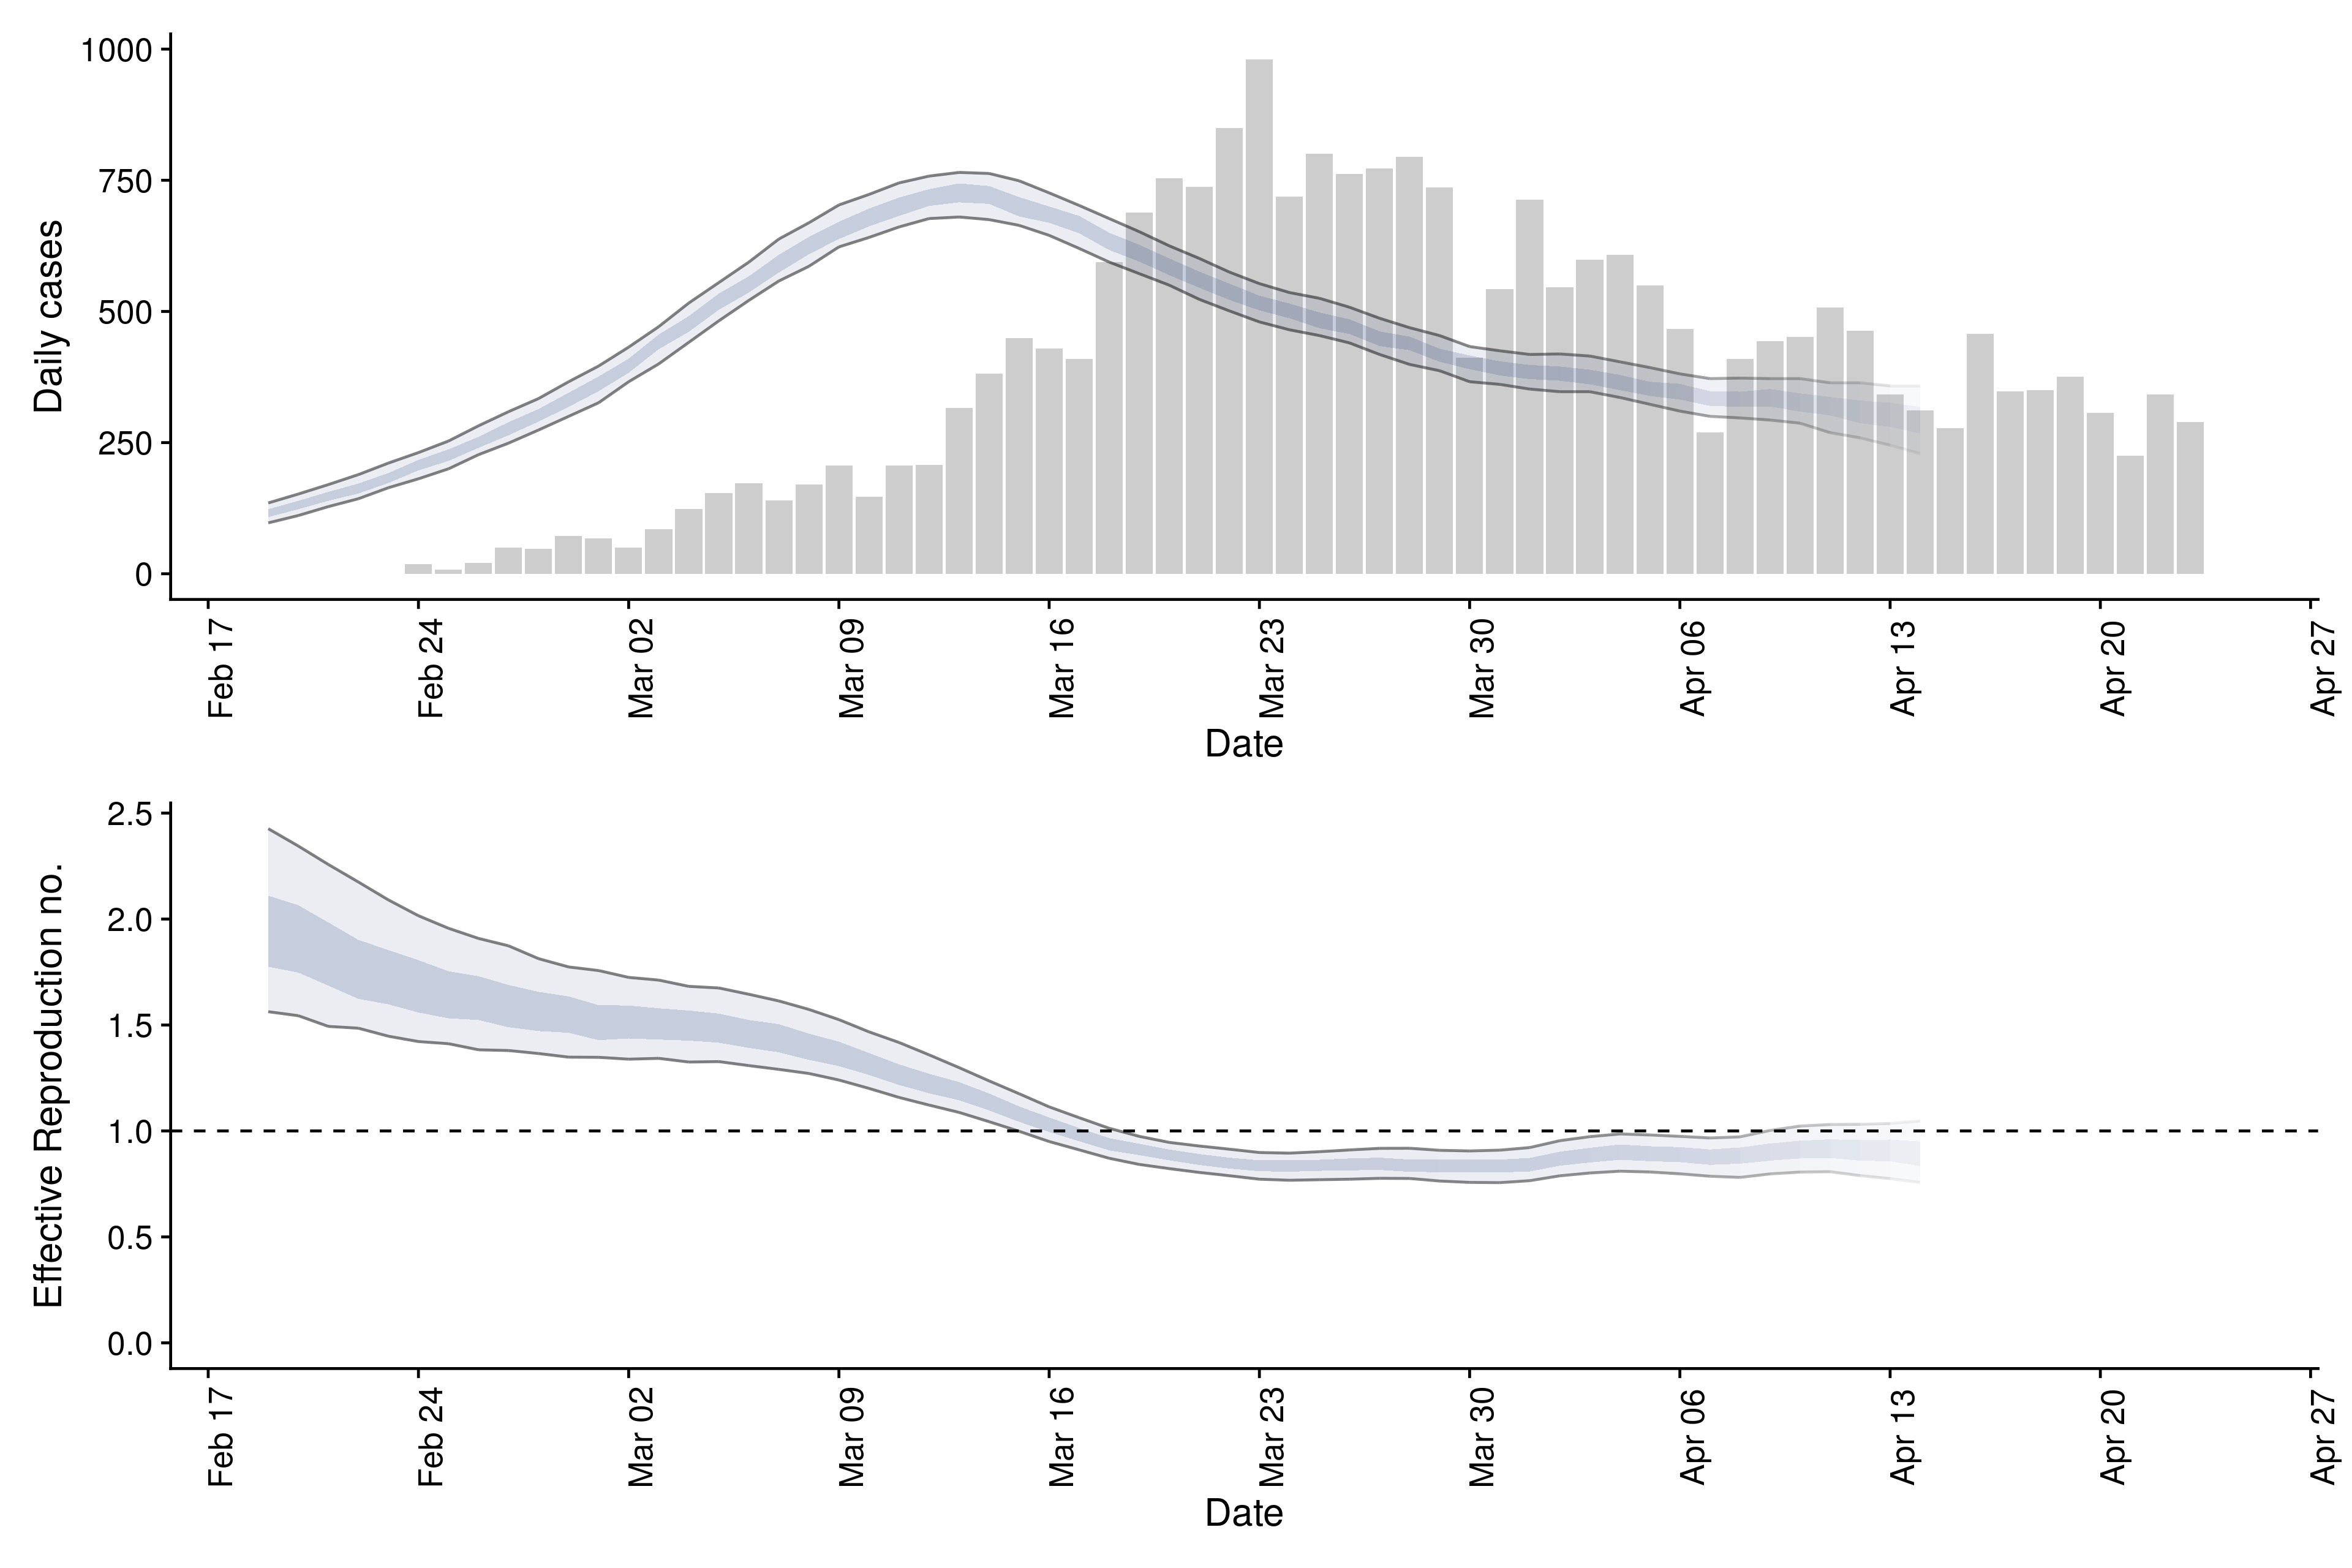 1000
750
500
250
0
Daily cases
Feb 17
Feb 24
Mar 02
Mar 09
Mar 16
Mar 23
Mar 30
Apr 06
Apr 13
Apr 20
Apr 27
Date
2.5
2.0
1.5
1.0
0.5
0.0
Effective Reproduction no.
Feb 17
Feb 24
Mar 02
Mar 09
Mar 16
Mar 23
Mar 30
Apr 06
Apr 13
Apr 20
Apr 27
Date